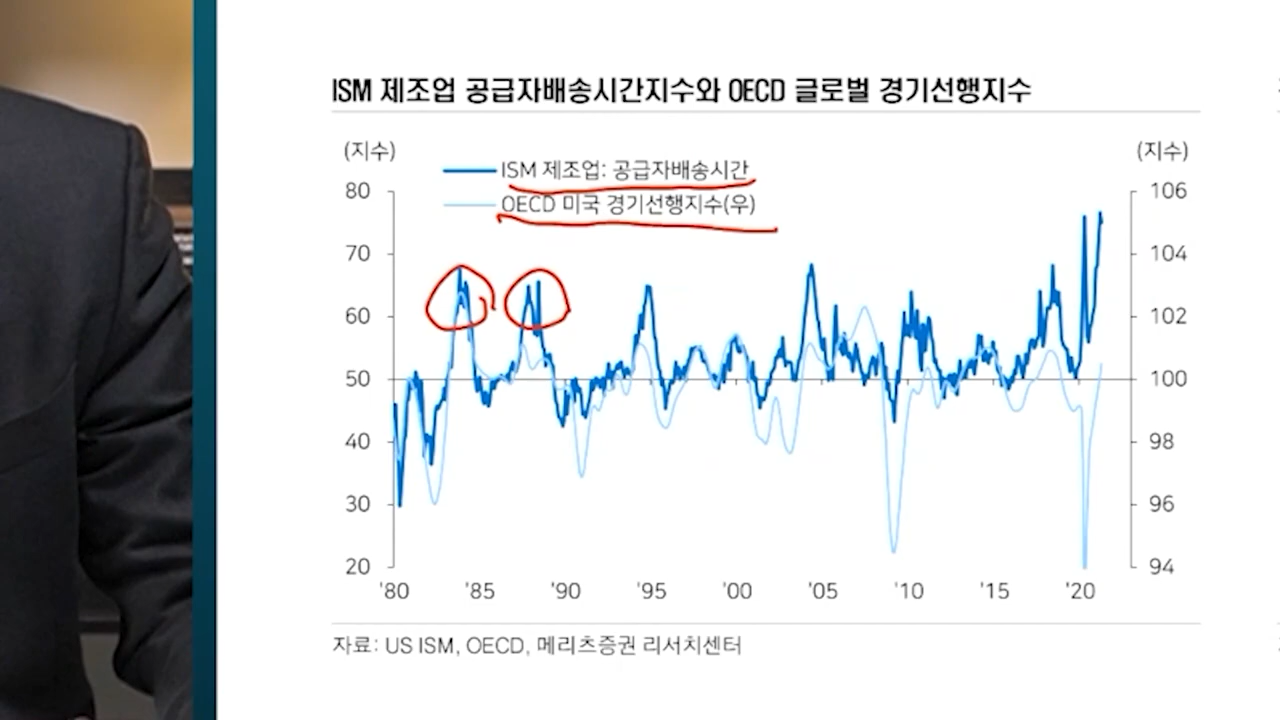 ISM 제조업 공급자배송시간지수와 OECD 글로벌 경기선행지수
(지수)
(지수)
ISM 제조업: 공급자배송시간
OECD 미국 경기선행지수(우)
80
70
60
50
40
30
20
106
104
102
100
98
96
94
'80 '85 '90 '95 '00 '05 '10 '15 '20
자료: US ISM, OECD, 메리츠증권 리서치센터